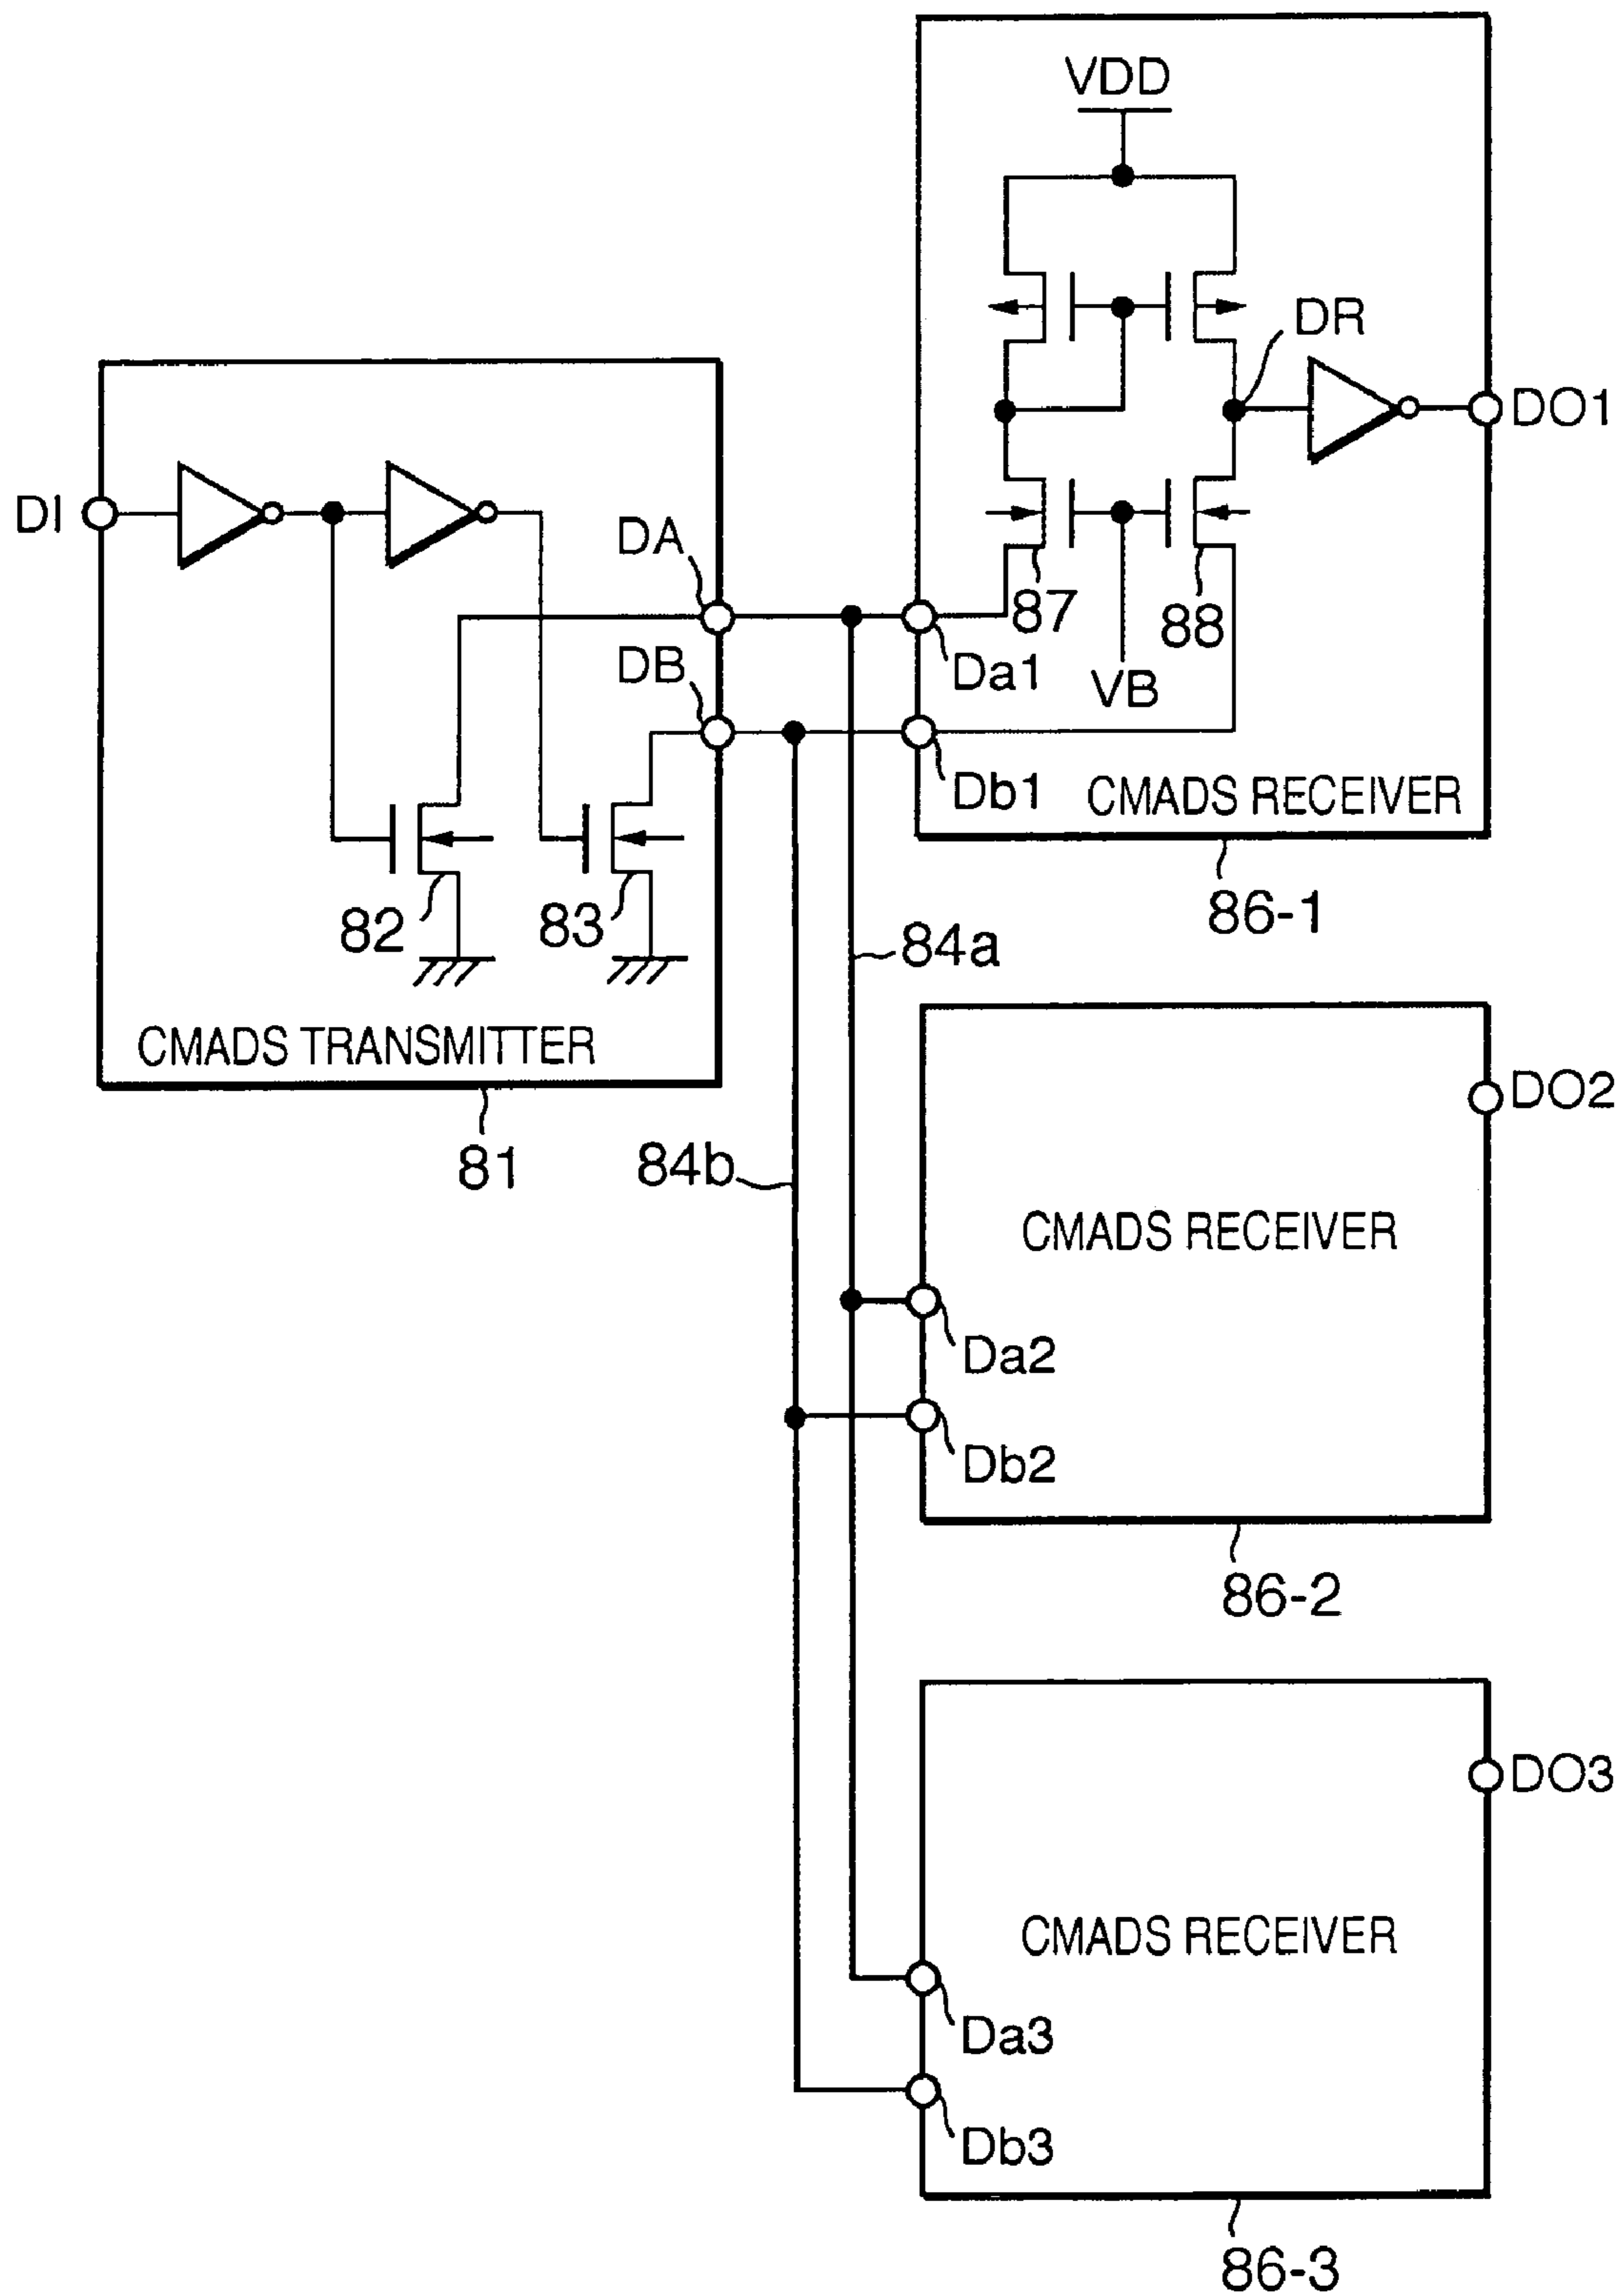 VDD
DR
DO1
DI
DA
87
88
DB
Da1
VB
Db1
CMADS RECEIVER
82
83
86-1
84a
CMADS TRANSMITTER
DO2
81
84b
CMADS RECEIVER
Da2
Db2
86-2
DO3
CMADS RECEIVER
Da3
Db3
86-3